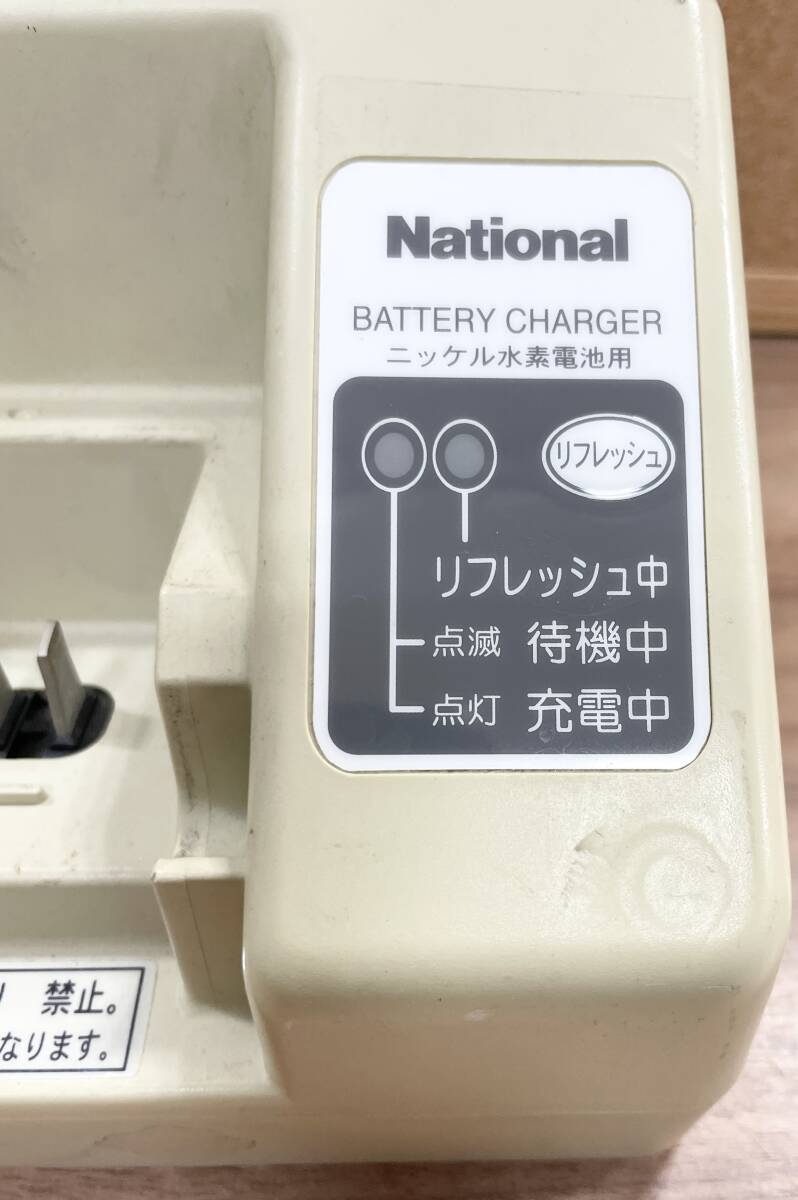 National
BATTERY CHARGER
ニッケル水素電池用
リフレッシュ
リフレッシュ中
点滅 待機中
点灯 充電中
禁止。
なります。